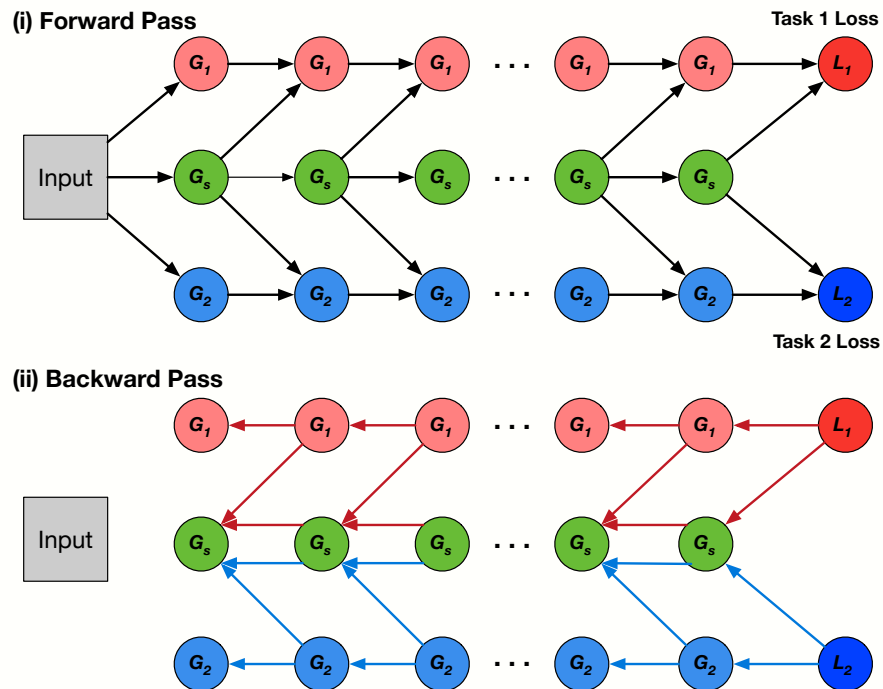 (i) Forward Pass
Task 1 Loss
G1 G1 G1 ... G1 G1 L1
Input Gs Gs Gs ... Gs Gs
G2 G2 G2 ... G2 G2 L2
Task 2 Loss
(ii) Backward Pass
G1 G1 G1 ... G1 G1 L1
Input Gs Gs Gs ... Gs Gs
G2 G2 G2 ... G2 G2 L2